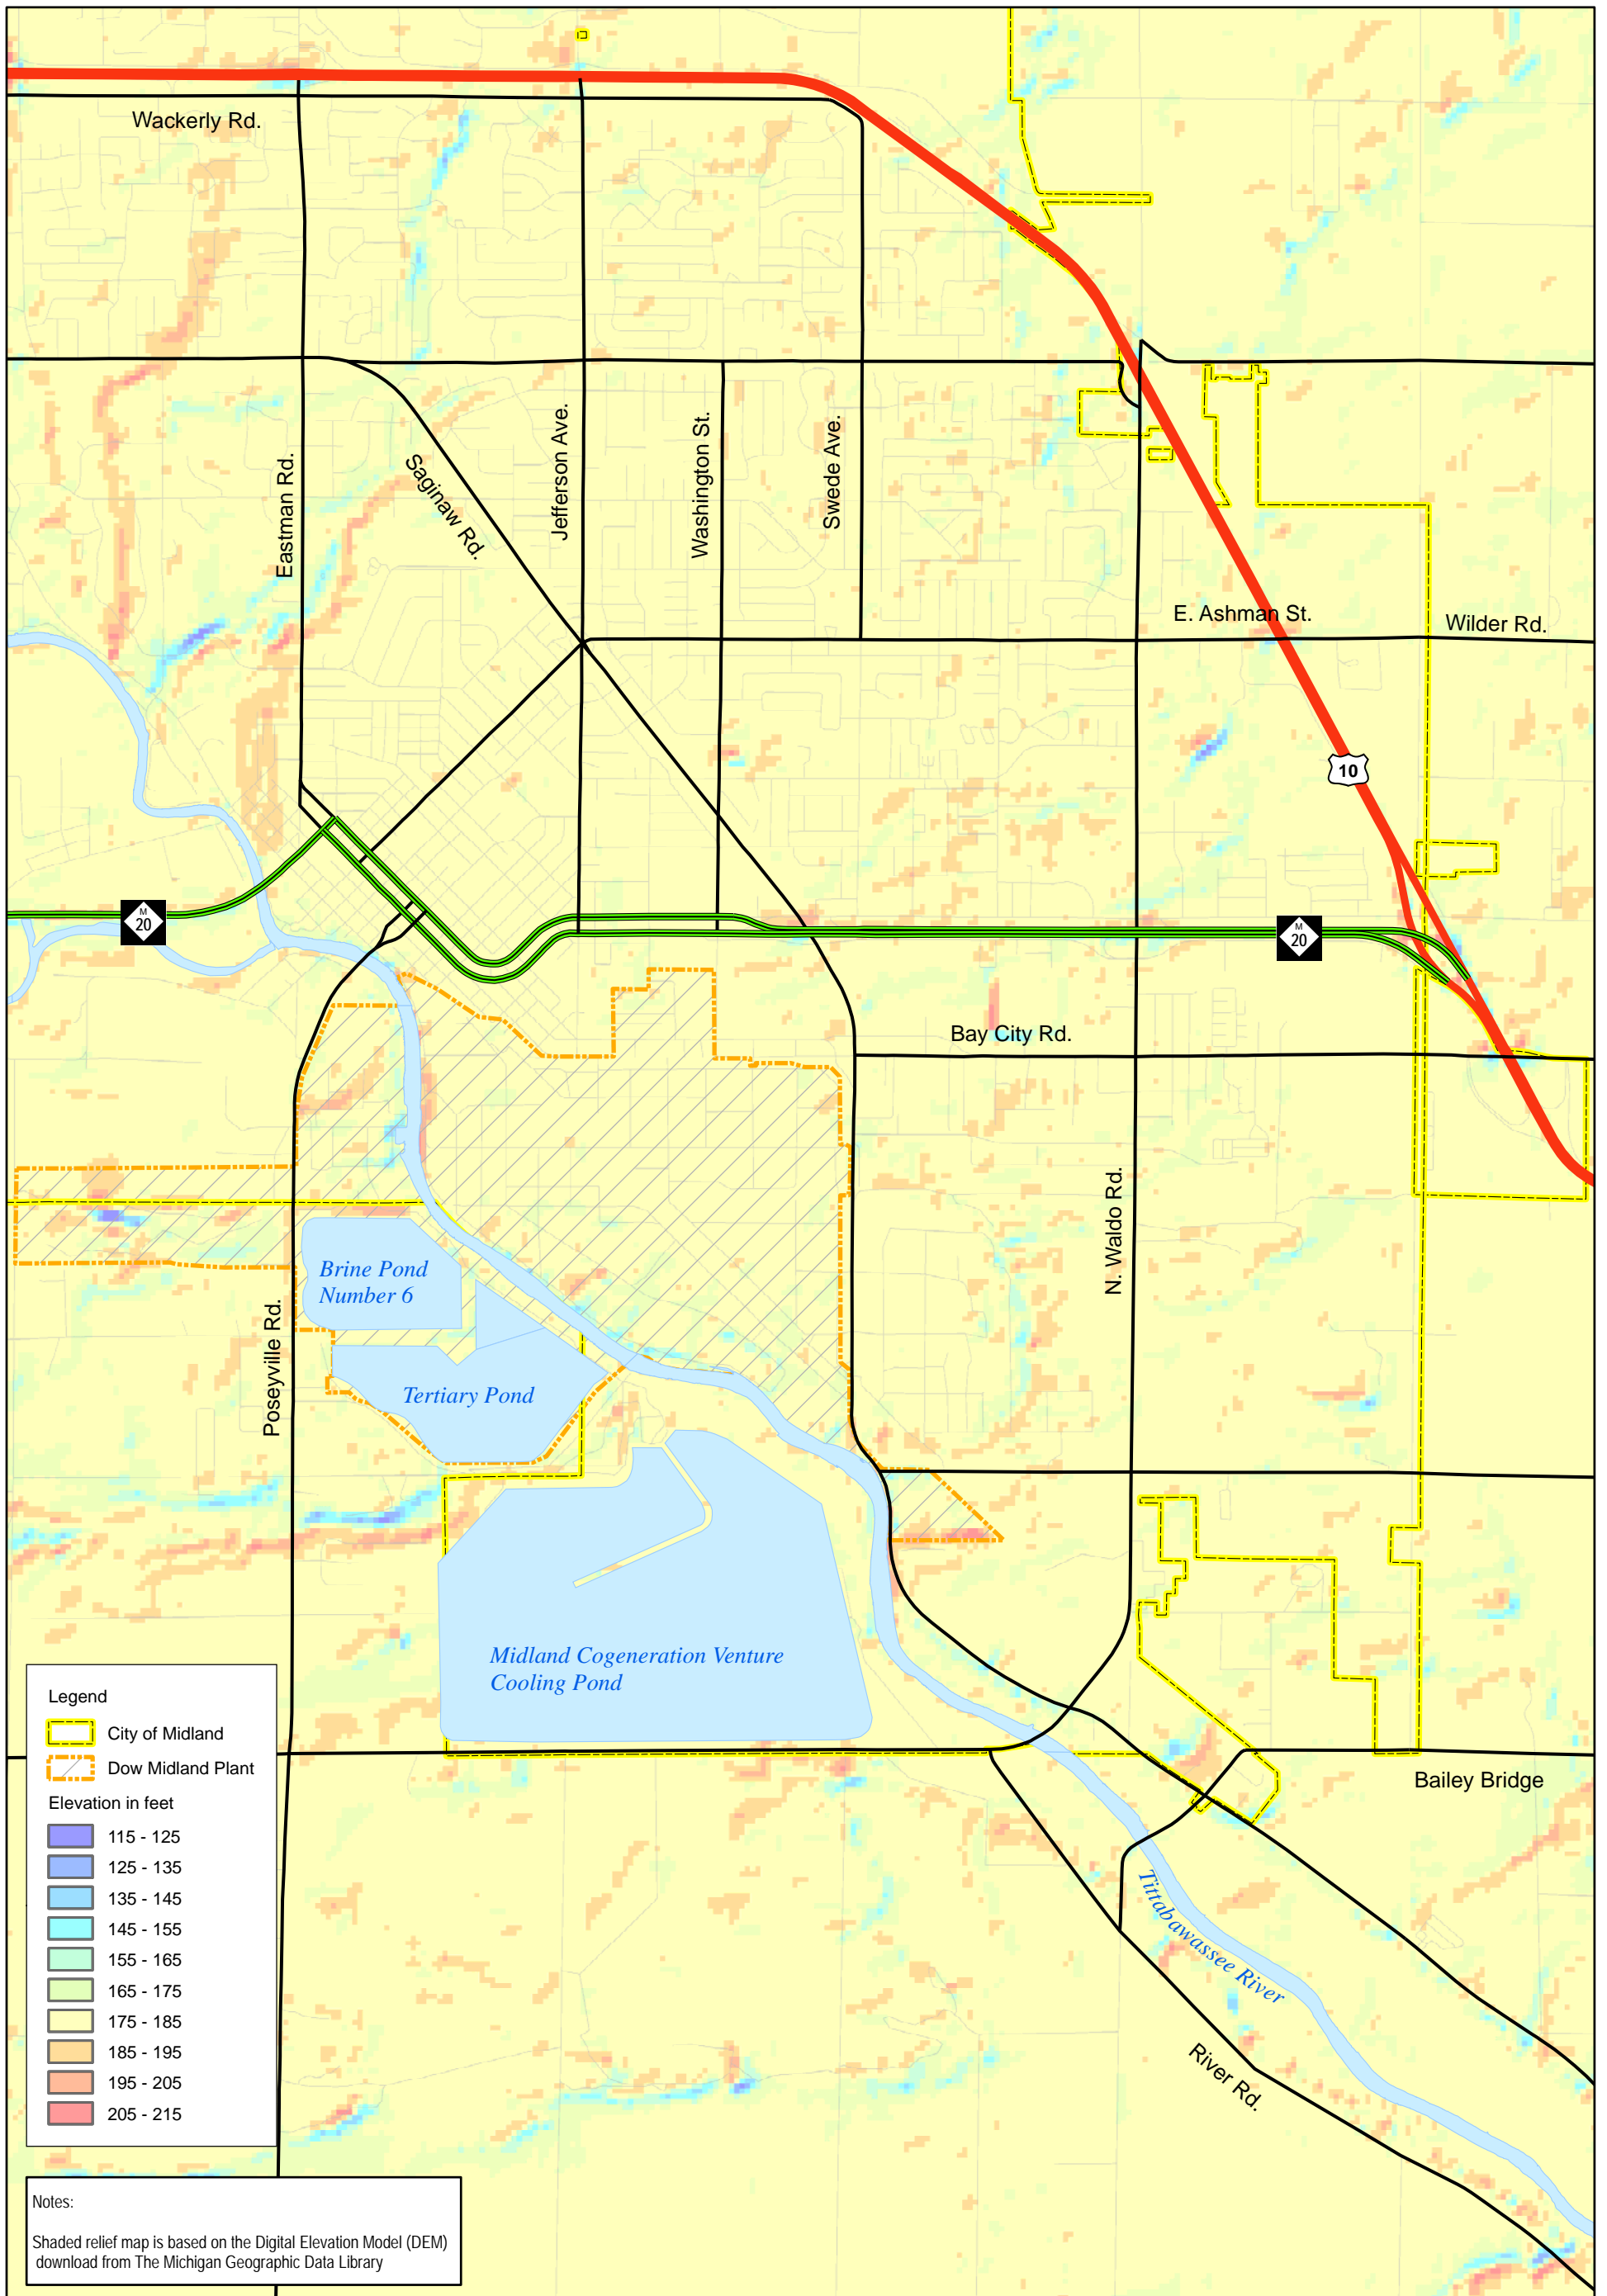 Wackerly Rd.
Eastman Rd.
Saginaw Rd.
Jefferson Ave.
Washington St.
Swede Ave.
E. Ashman St.
Wilder Rd.
10
M
20
M
20
Bay City Rd.
N. Waldo Rd.
Poseyville Rd.
Brine Pond
Number 6
Tertiary Pond
Midland Cogeneration Venture
Cooling Pond
Bailey Bridge
Tittabawassee River
River Rd.
Legend
City of Midland
Dow Midland Plant
Elevation in feet
115 - 125
125 - 135
135 - 145
145 - 155
155 - 165
165 - 175
175 - 185
185 - 195
195 - 205
205 - 215
Notes:
Shaded relief map is based on the Digital Elevation Model (DEM)
download from The Michigan Geographic Data Library